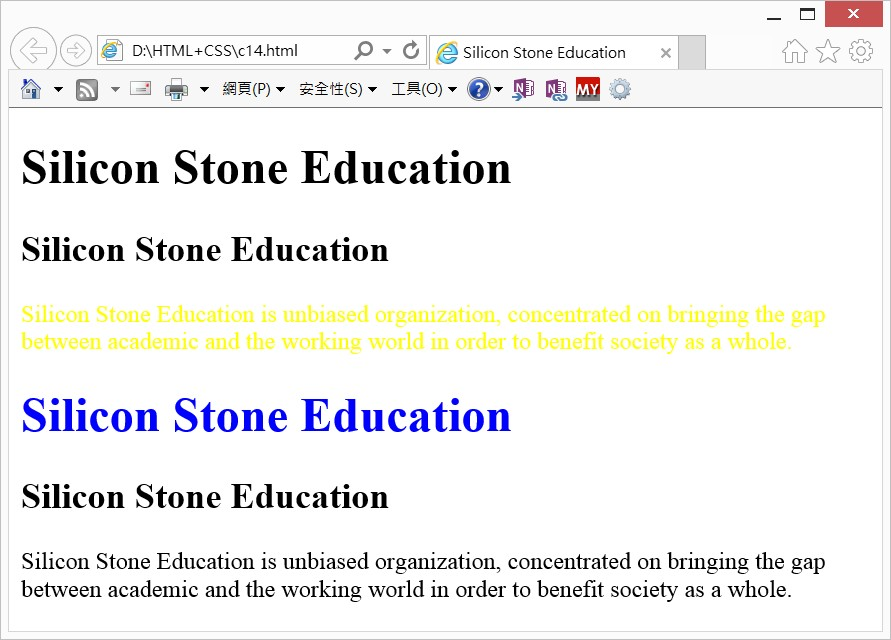 D:\HTML+CSS\c14.html
Silicon Stone Education
網頁(P) 安全性(S) 工具(O) ? N N MY
Silicon Stone Education
Silicon Stone Education
Silicon Stone Education is unbiased organization, concentrated on bringing the gap
between academic and the working world in order to benefit society as a whole.
Silicon Stone Education
Silicon Stone Education
Silicon Stone Education is unbiased organization, concentrated on bringing the gap
between academic and the working world in order to benefit society as a whole.